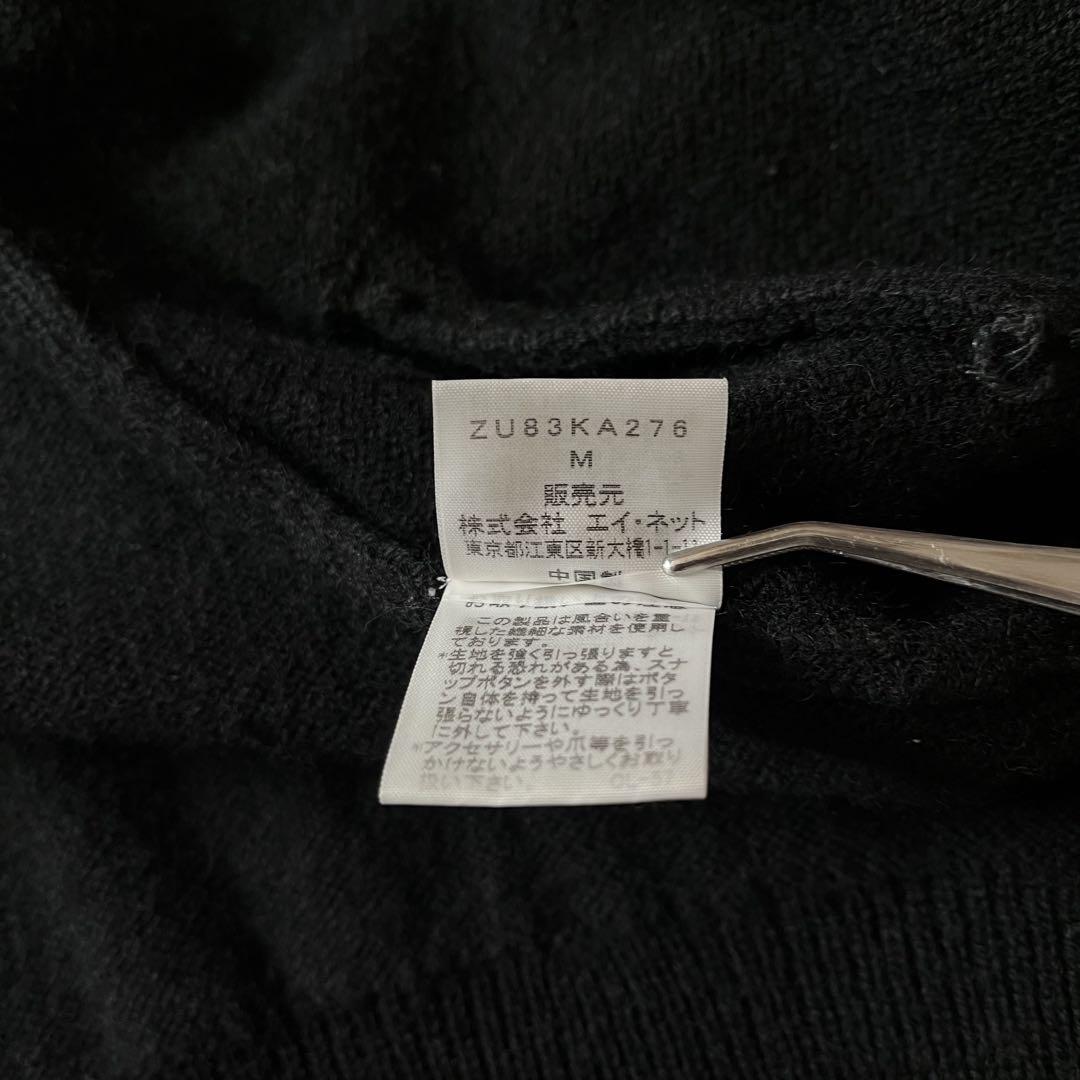 ZU83KA276
M
販売元
株式会社 エイ・ネット
東京都江東区新大橋1-1-
中国製
この製品は風合いを重
視した繊細な素材を使用し
ております。
*生地を強く引っ張りますと
切れる恐れがある為、スナ
ップボタンを外す際はボタ
ン自体を持って生地を引っ
張らないようにゆっくり丁寧
に外して下さい。
*アクセサリーや爪等を引っ
かけないようやさしくお取り
扱い下さい。